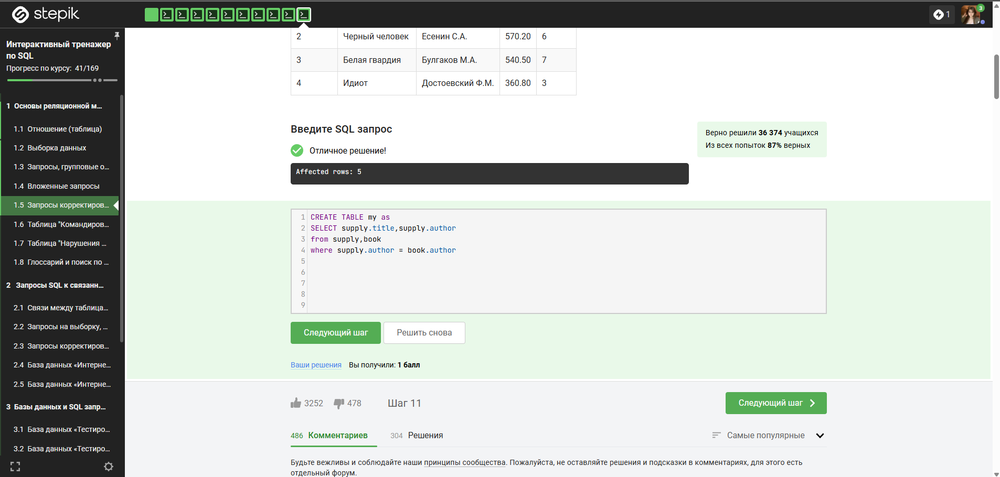 stepik
1
3
Интерактивный тренажер
по SQL
Прогресс по курсу: 41/169
1 Основы реляционной м...
1.1 Отношение (таблица)
1.2 Выборка данных
1.3 Запросы, групповые о...
1.4 Вложенные запросы
1.5 Запросы корректиров...
1.6 Таблица "Командиров...
1.7 Таблица "Нарушения ...
1.8 Глоссарий и поиск по ...
2 Запросы SQL к связанн...
2.1 Связи между таблица...
2.2 Запросы на выборку, ...
2.3 Запросы корректиров...
2.4 База данных «Интерне...
2.5 База данных «Интерне...
3 Базы данных и SQL запр...
3.1 База данных «Тестиро...
3.2 База данных «Тестиро...
2 Черный человек Есенин С.А. 570.20 6
3 Белая гвардия Булгаков М.А. 540.50 7
4 Идиот Достоевский Ф.М. 360.80 3
Введите SQL запрос
Отличное решение!
Верно решили 36 374 учащихся
Из всех попыток 87% верных
Affected rows: 5
1 CREATE TABLE my as
2 SELECT supply.title,supply.author
3 from supply,book
4 where supply.author = book.author
5
6
7
8
9
Следующий шаг Решить снова
Ваши решения Вы получили: 1 балл
3252 478 Шаг 11 Следующий шаг
486 Комментариев 304 Решения Самые популярные
Будьте вежливы и соблюдайте наши принципы сообщества. Пожалуйста, не оставляйте решения и подсказки в комментариях, для этого есть
отдельный форум.